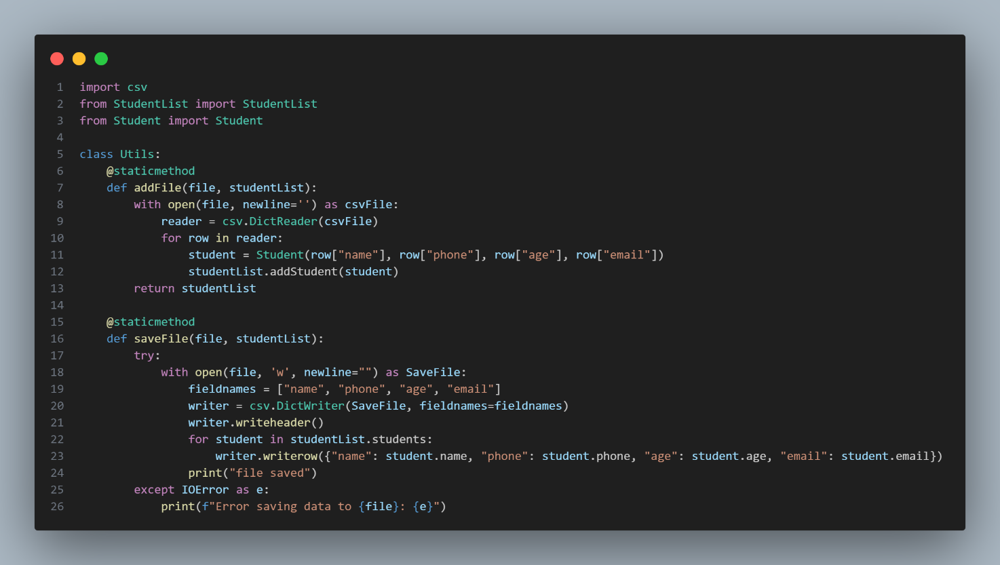 1 import csv
2 from StudentList import StudentList
3 from Student import Student
4
5 class Utils:
6     @staticmethod
7     def addFile(file, studentList):
8         with open(file, newline='') as csvFile:
9             reader = csv.DictReader(csvFile)
10             for row in reader:
11                 student = Student(row["name"], row["phone"], row["age"], row["email"])
12                 studentList.addStudent(student)
13         return studentList
14
15     @staticmethod
16     def saveFile(file, studentList):
17         try:
18             with open(file, 'w', newline="") as SaveFile:
19                 fieldnames = ["name", "phone", "age", "email"]
20                 writer = csv.DictWriter(SaveFile, fieldnames=fieldnames)
21                 writer.writeheader()
22                 for student in studentList.students:
23                     writer.writerow({"name": student.name, "phone": student.phone, "age": student.age, "email": student.email})
24                 print("file saved")
25         except IOError as e:
26             print(f"Error saving data to {file}: {e}")